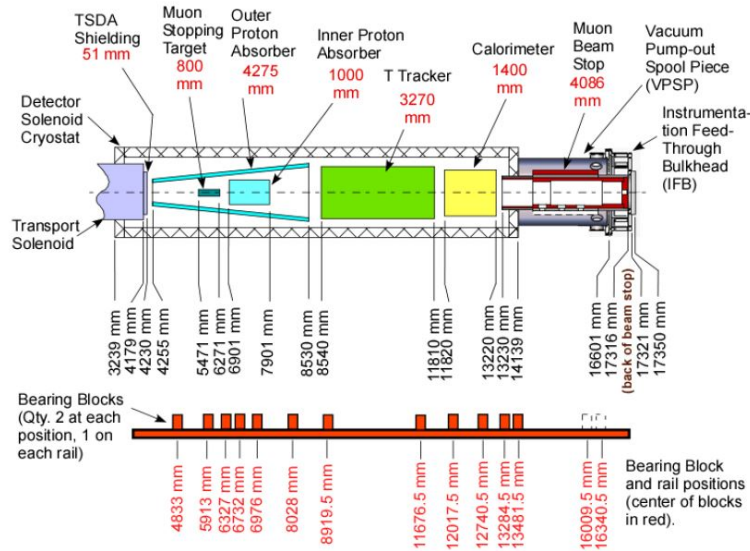 TSDA
Shielding
51 mm
Muon
Stopping
Target
800
mm
Outer
Proton
Absorber
4275
mm
Inner Proton
Absorber
1000
mm
T Tracker
3270
mm
Calorimeter
1400
mm
Muon
Beam
Stop
4086
mm
Vacuum
Pump-out
Spool Piece
(VPSP)
Instrumenta-
tion Feed-
Through
Bulkhead
(IFB)
Detector
Solenoid
Cryostat
Transport
Solenoid
3239 mm
4179 mm
4230 mm
4255 mm
5471 mm
6271 mm
6901 mm
7901 mm
8530 mm
8540 mm
11810 mm
11820 mm
13220 mm
13230 mm
14139 mm
16601 mm
17316 mm
(back of beam stop)
17321 mm
17350 mm
Bearing Blocks
(Qty. 2 at each
position, 1 on
each rail)
4833 mm
5913 mm
6327 mm
6732 mm
6976 mm
8028 mm
8919.5 mm
11676.5 mm
12017.5 mm
12740.5 mm
13284.5 mm
13481.5 mm
16009.5 mm
16340.5 mm
Bearing Block
and rail positions
(center of blocks
in red).